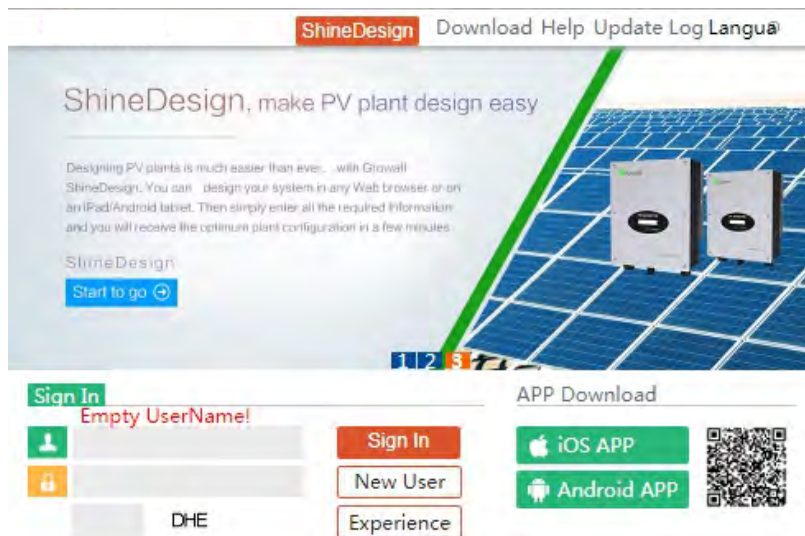 ShineDesign Download Help Update Log Langua
ShineDesign, make PV plant design easy
Designing PV plants is much easier than ever, with Growatt
ShineDesign. You can design your system in any Web browser or on
an iPad/Android tablet. Then simply enter all the required information
and you will receive the optimum plant configuration in a few minutes
ShineDesign
Start to go
1 2 3
Sign In
APP Download
Empty UserName!
Sign In
iOS APP
New User
Android APP
DHE
Experience